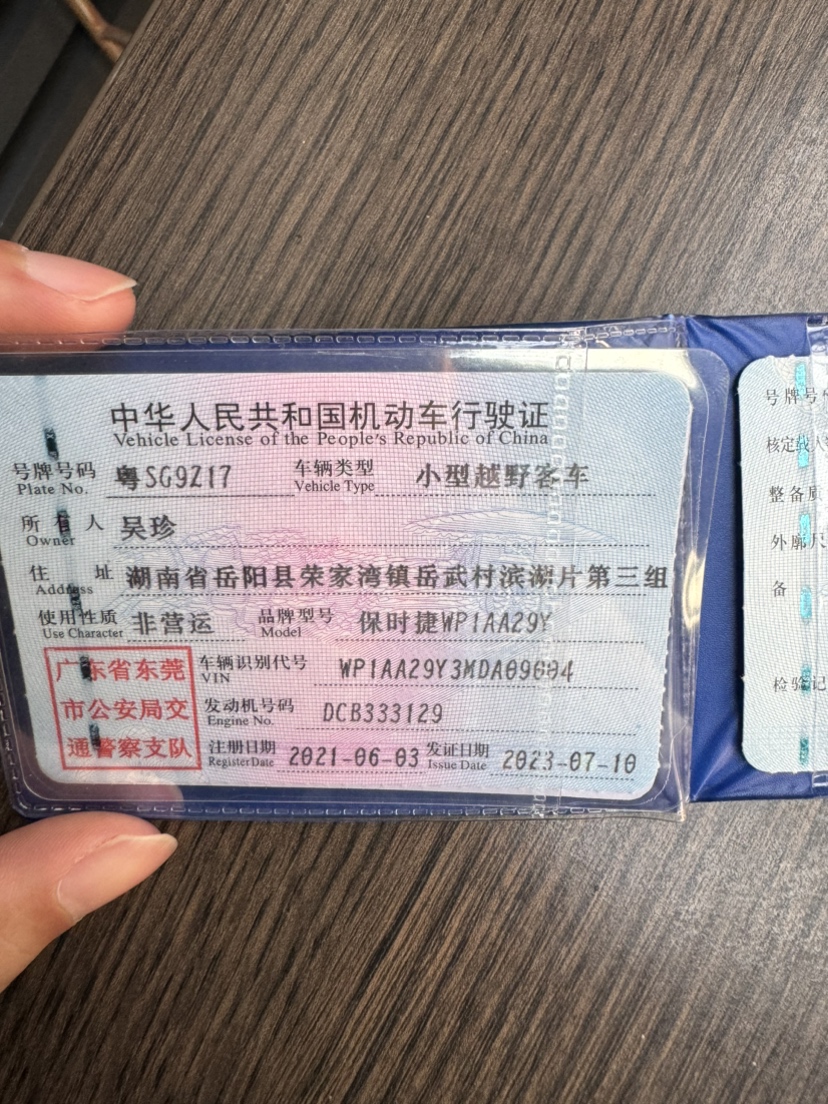 中华人民共和国机动车行驶证
Vehicle License of the People's Republic of China
号牌号码 粤SG9Z17 车辆类型 小型越野客车
Plate No. Vehicle Type
所有人 吴珍
Owner
住址 湖南省岳阳县荣家湾镇岳武村滨湖片第三组
Address
使用性质 非营运 品牌型号 保时捷WP1AA29Y
Use Character Model
广东省东莞
市公安局交
通警察支队
车辆识别代号 WP1AA29Y3MDA09604
VIN
发动机号码 DCB333129
Engine No.
注册日期 2021-06-03 发证日期 2023-07-10
Register Date Issue Date
号牌号
核定载人
整备质
外廓尺
备
检验记